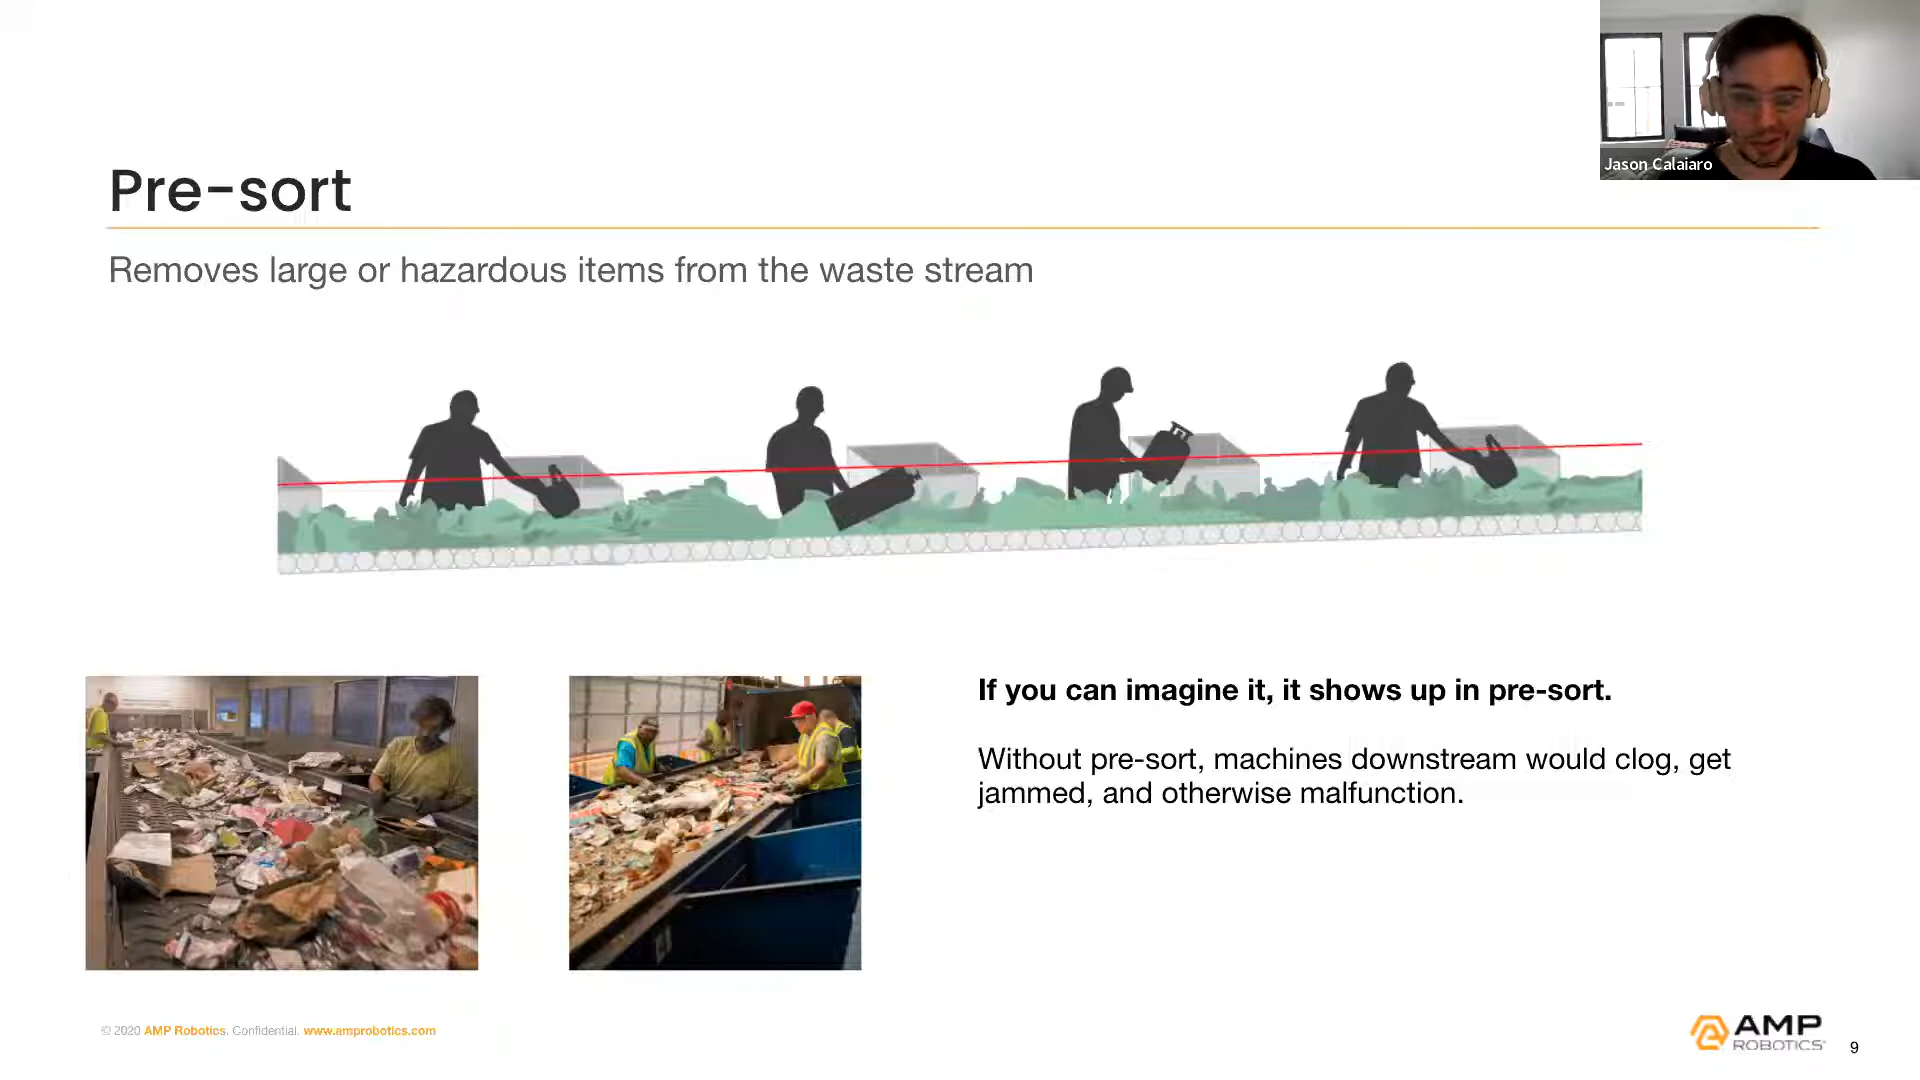 Jason Calaiaro
Pre-sort
Removes large or hazardous items from the waste stream
If you can imagine it, it shows up in pre-sort.
Without pre-sort, machines downstream would clog, get
jammed, and otherwise malfunction.
© 2020 AMP Robotics. Confidential. www.amprobotics.com
AMP
ROBOTICS
9